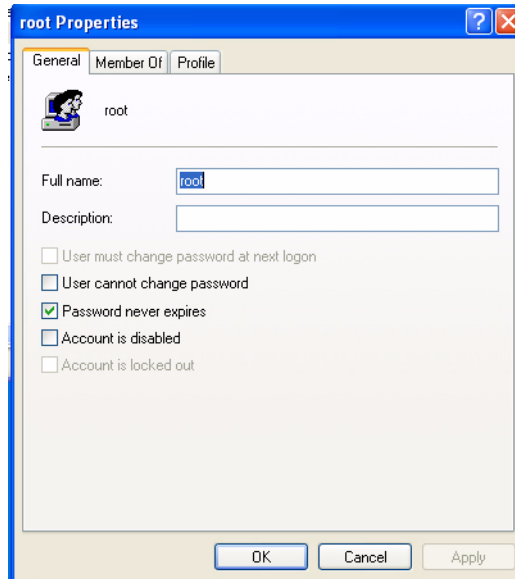 root Properties
General
Member Of
Profile
root
Full name:
root
Description:
User must change password at next logon
User cannot change password
Password never expires
Account is disabled
Account is locked out
OK
Cancel
Apply